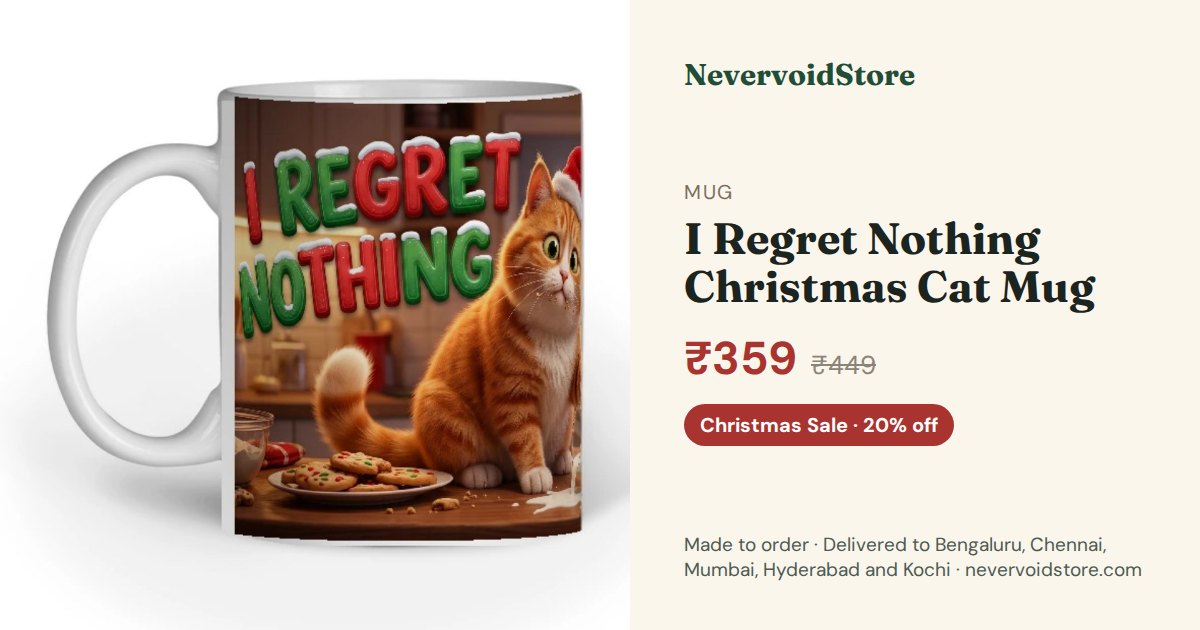 I REGRET
NOTHING
NevervoidStore
MUG
I Regret Nothing
Christmas Cat Mug
₹359 ₹449
Christmas Sale · 20% off
Made to order · Delivered to Bengaluru, Chennai,
Mumbai, Hyderabad and Kochi · nevervoidstore.com